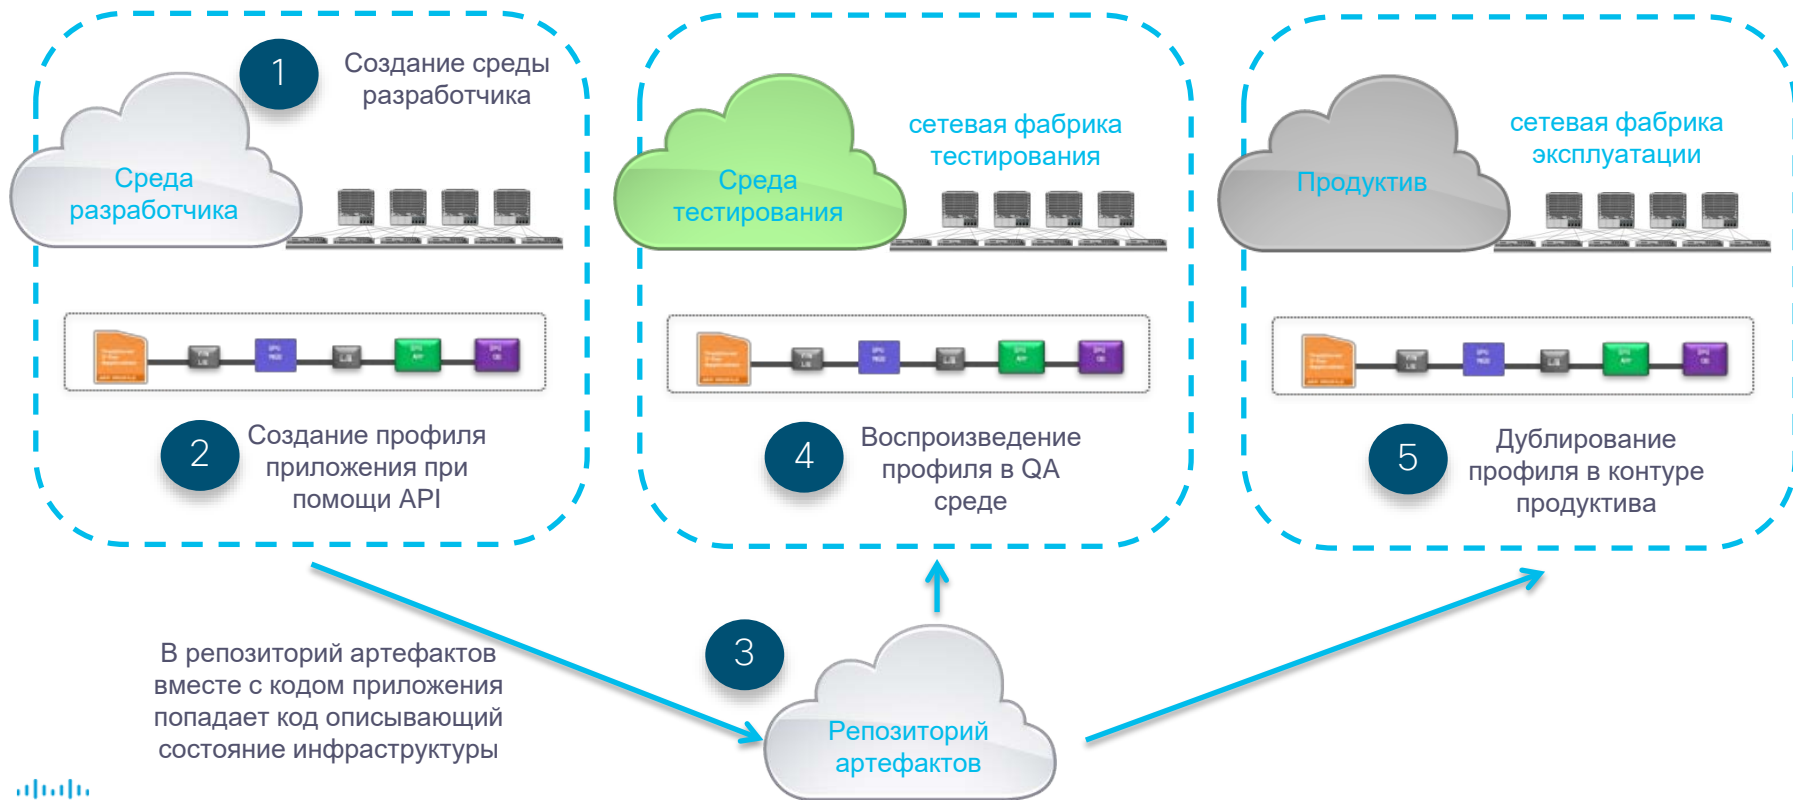 1
Создание среды
разработчика
Среда
разработчика
2
Создание профиля
приложения при
помощи API
сетевая фабрика
тестирования
Среда
тестирования
4
Воспроизведение
профиля в QA
среде
сетевая фабрика
эксплуатации
Продуктив
5
Дублирование
профиля в контуре
продуктива
В репозиторий артефактов
вместе с кодом приложения
попадает код описывающий
состояние инфраструктуры
3
Репозиторий
артефактов